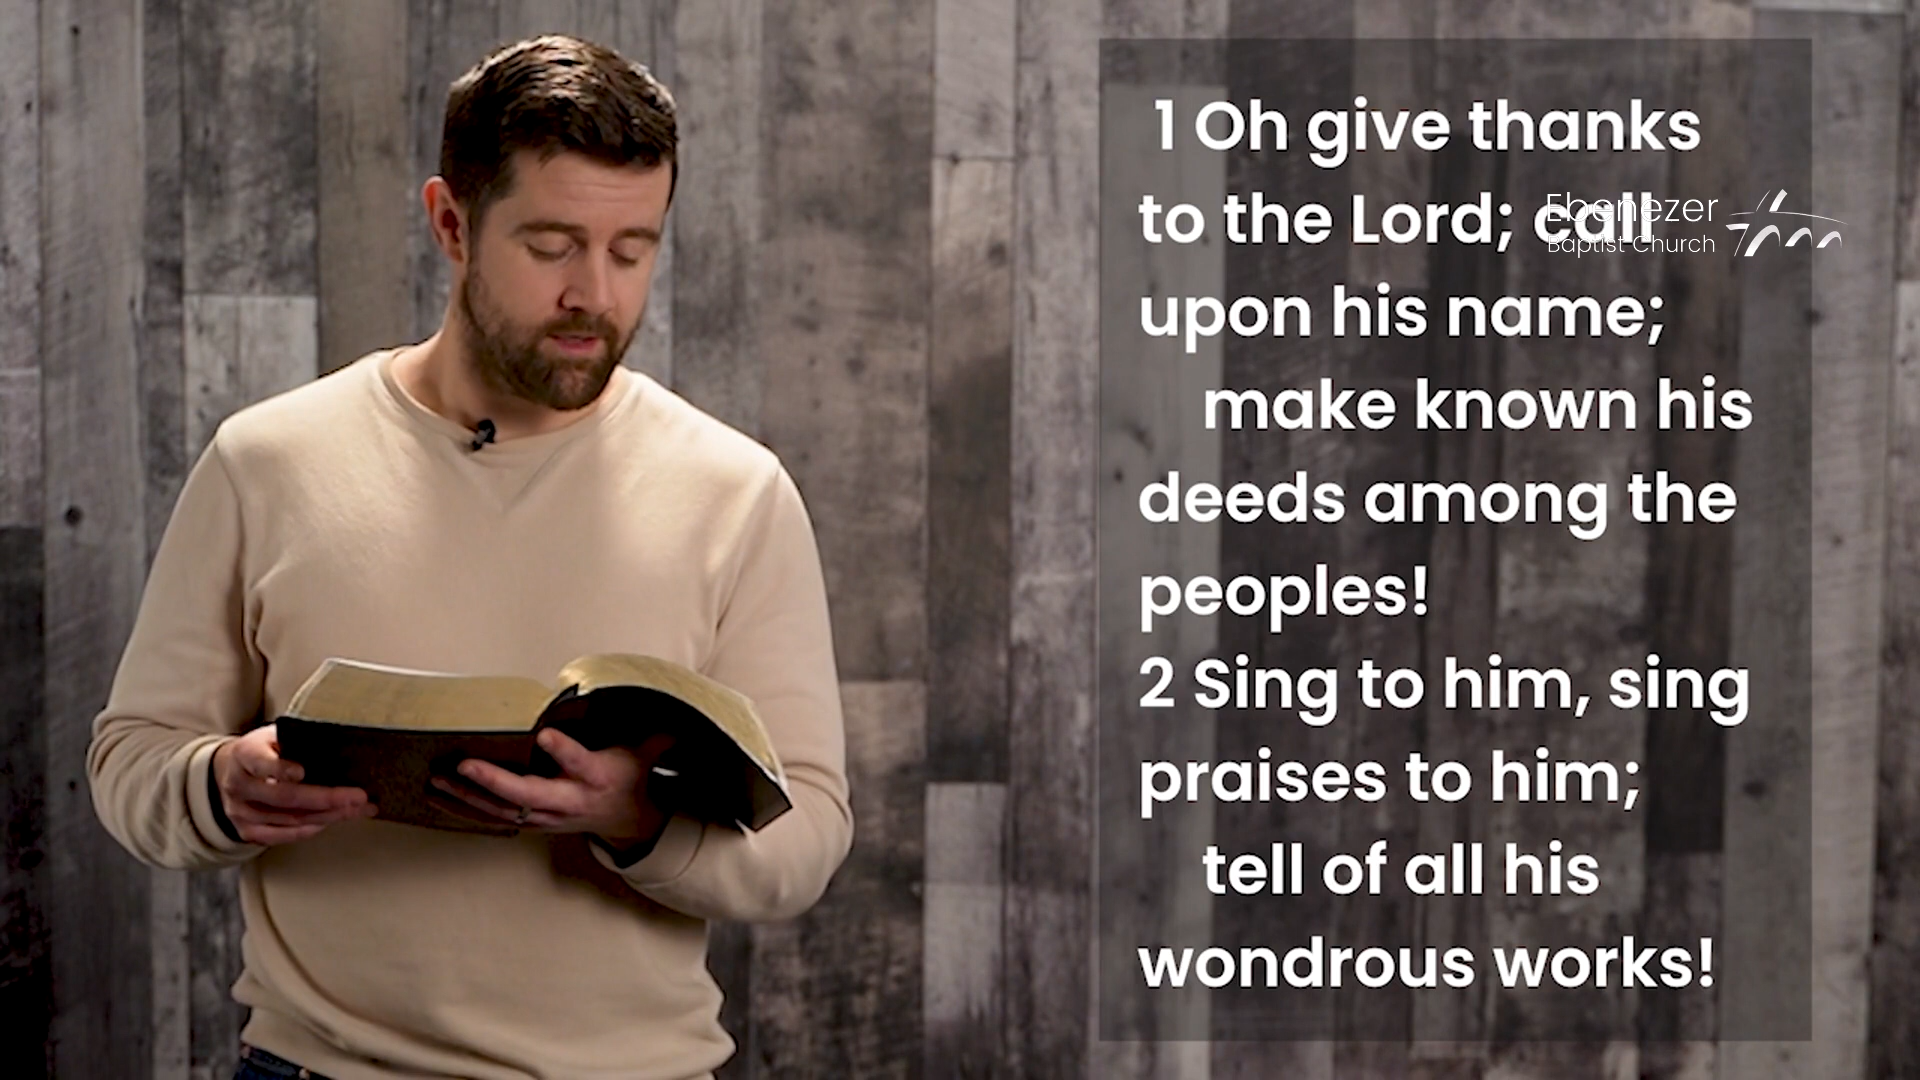 1 Oh give thanks
to the Lord; call
upon his name;
make known his
deeds among the
peoples!
2 Sing to him, sing
praises to him;
tell of all his
wondrous works!
Ebenezer
Baptist Church